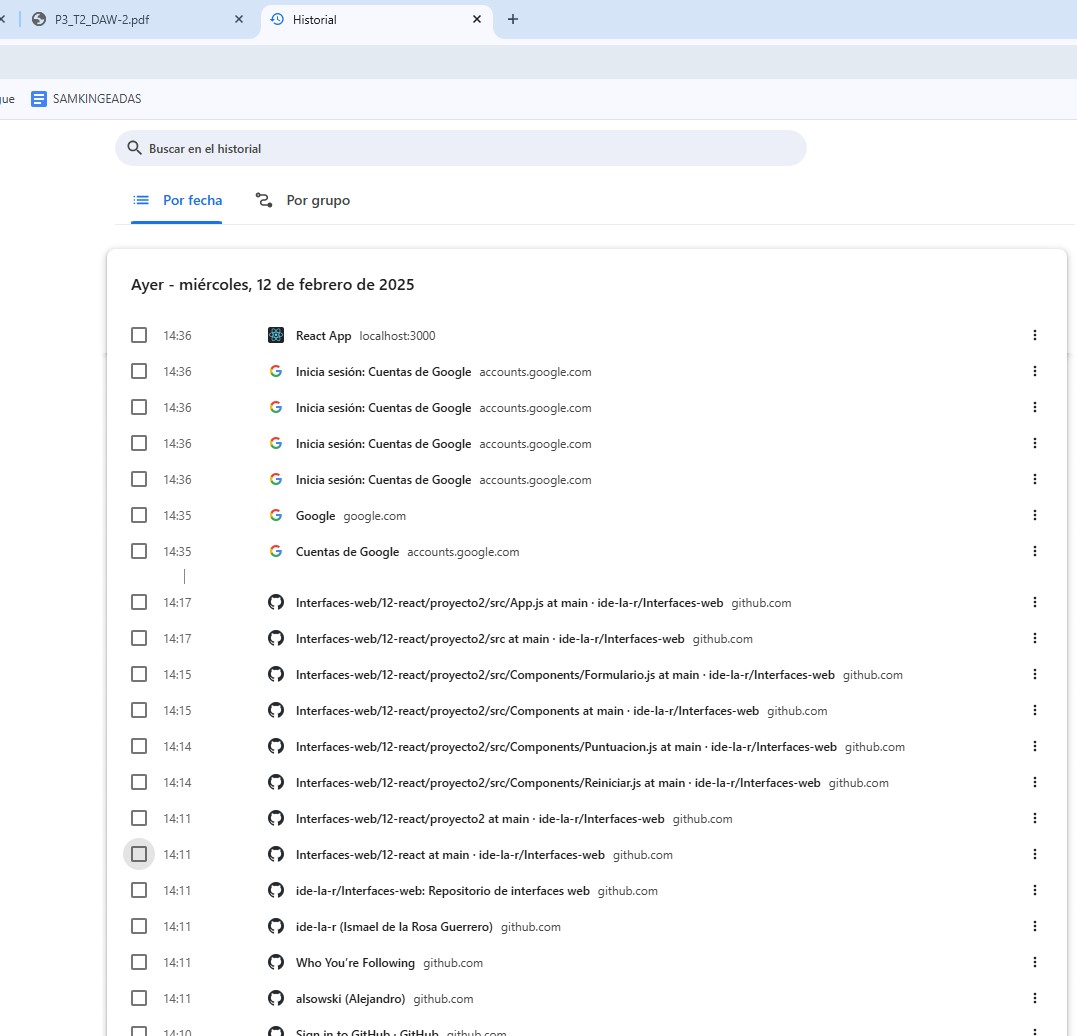 P3_T2_DAW-2.pdf
Historial
gue
SAMKINGEADAS
Buscar en el historial
Por fecha
Por grupo
Ayer - miércoles, 12 de febrero de 2025
14:36 React App localhost:3000
14:36 Inicia sesión: Cuentas de Google accounts.google.com
14:36 Inicia sesión: Cuentas de Google accounts.google.com
14:36 Inicia sesión: Cuentas de Google accounts.google.com
14:36 Inicia sesión: Cuentas de Google accounts.google.com
14:35 Google google.com
14:35 Cuentas de Google accounts.google.com
14:17 Interfaces-web/12-react/proyecto2/src/App.js at main · ide-la-r/Interfaces-web github.com
14:17 Interfaces-web/12-react/proyecto2/src at main · ide-la-r/Interfaces-web github.com
14:15 Interfaces-web/12-react/proyecto2/src/Components/Formulario.js at main · ide-la-r/Interfaces-web github.com
14:15 Interfaces-web/12-react/proyecto2/src/Components at main · ide-la-r/Interfaces-web github.com
14:14 Interfaces-web/12-react/proyecto2/src/Components/Puntuacion.js at main · ide-la-r/Interfaces-web github.com
14:14 Interfaces-web/12-react/proyecto2/src/Components/Reiniciar.js at main · ide-la-r/Interfaces-web github.com
14:11 Interfaces-web/12-react/proyecto2 at main · ide-la-r/Interfaces-web github.com
14:11 Interfaces-web/12-react at main · ide-la-r/Interfaces-web github.com
14:11 ide-la-r/Interfaces-web: Repositorio de interfaces web github.com
14:11 ide-la-r (Ismael de la Rosa Guerrero) github.com
14:11 Who You’re Following github.com
14:11 alsowski (Alejandro) github.com
14:10 Sign in to GitHub · GitHub github.com